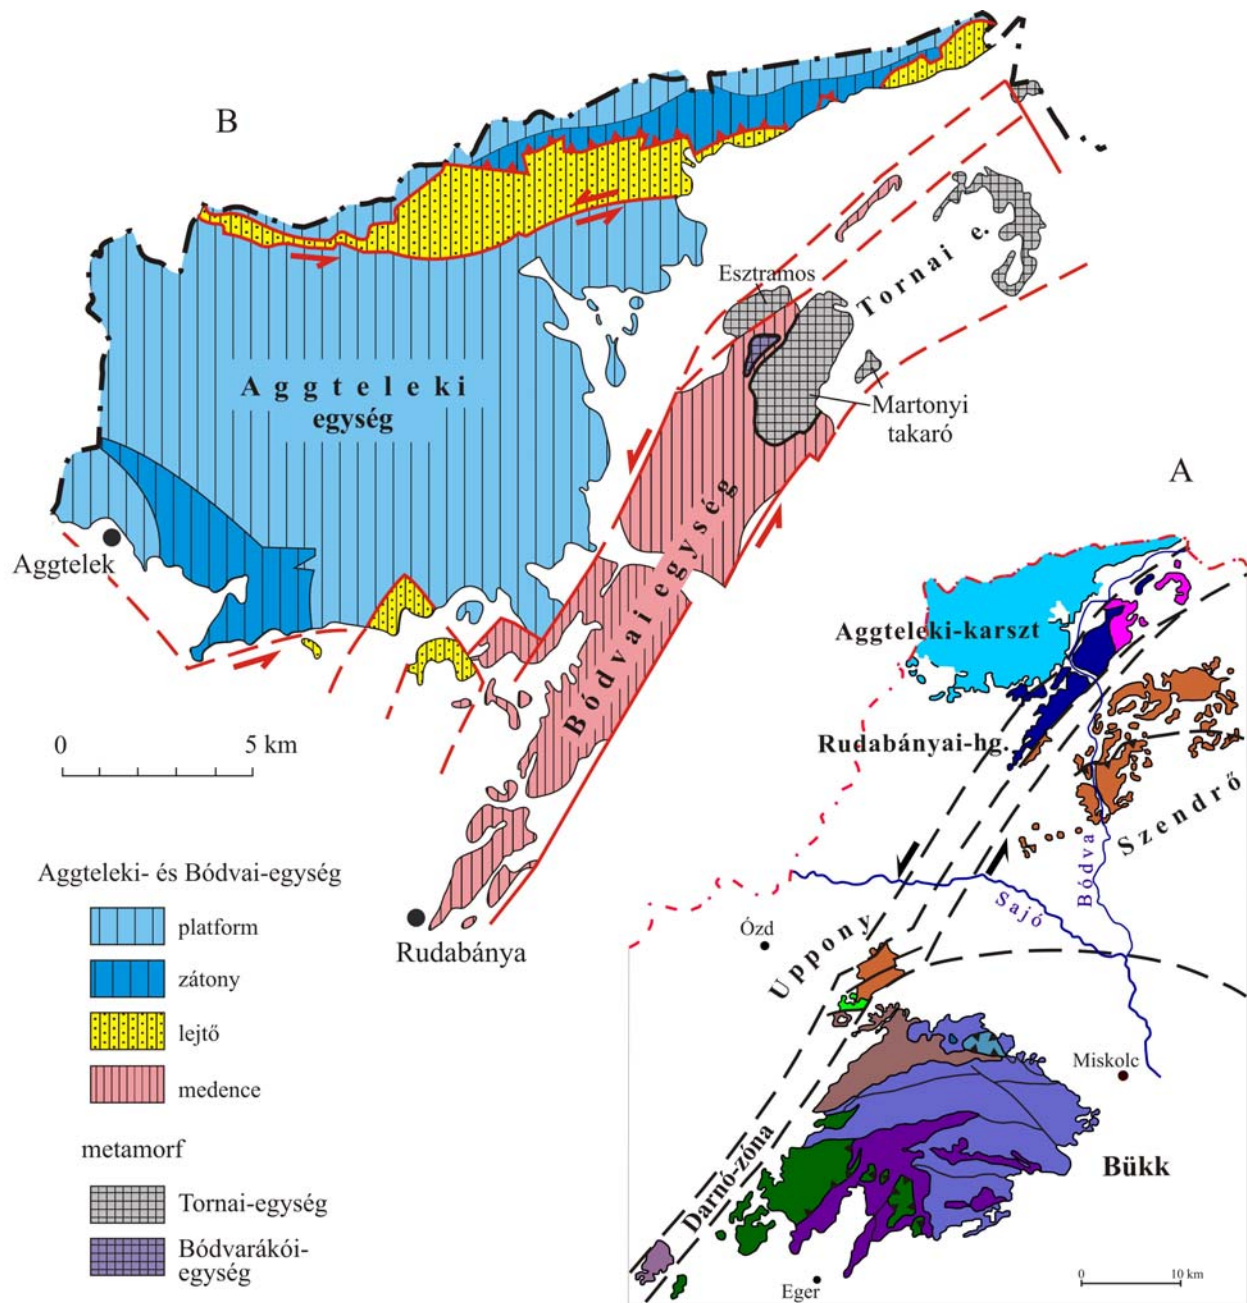 B
Esztramos
Tornai e.
Aggteleki
egység
Martonyi
takaró
Bódvai egység
Aggtelek
0 5 km
Rudabánya
Aggteleki- és Bódvai-egység
platform
zátony
lejtő
medence
metamorf
Tornai-egység
Bódvarákói-
egység
A
Aggteleki-karszt
Rudabányai-hg.
Szendrő
Bódva
Sajó
Ózd
Uppony
Miskolc
Darnó-zóna
Bükk
Eger
0 10 km